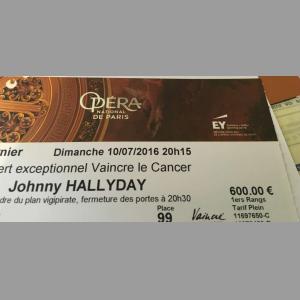 OPÉRA
NATIONAL
DE PARIS
EY
nier Dimanche 10/07/2016 20h15
ert exceptionnel Vaincre le Cancer
Johnny HALLYDAY 600.00 €
1ers Rangs
dre du plan vigipirate, fermeture des portes à 20h30
Place
99
Vaincre
Tarif Plein
11697650-C